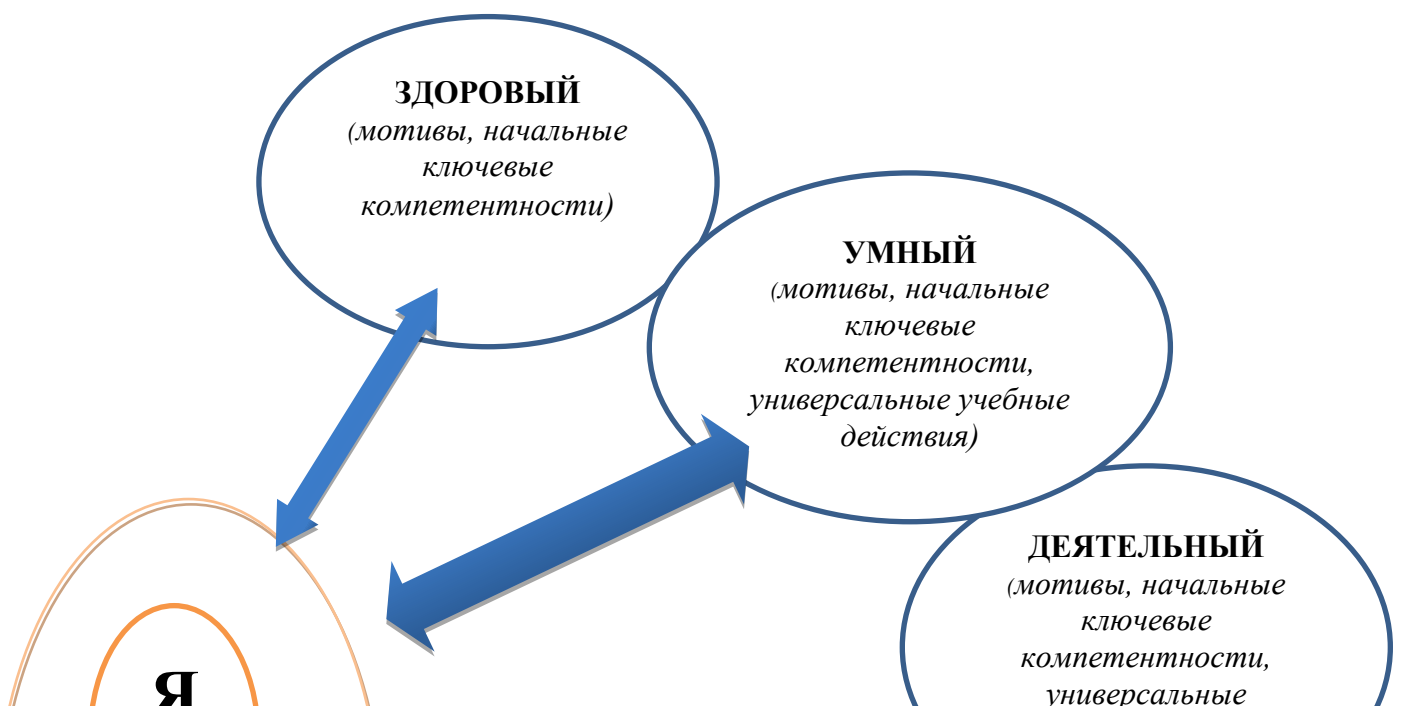 ЗДОРОВЫЙ
(мотивы, начальные
ключевые
компетентности)
УМНЫЙ
(мотивы, начальные
ключевые
компетентности,
универсальные учебные
действия)
ДЕЯТЕЛЬНЫЙ
(мотивы, начальные
ключевые
компетентности,
универсальные
Я